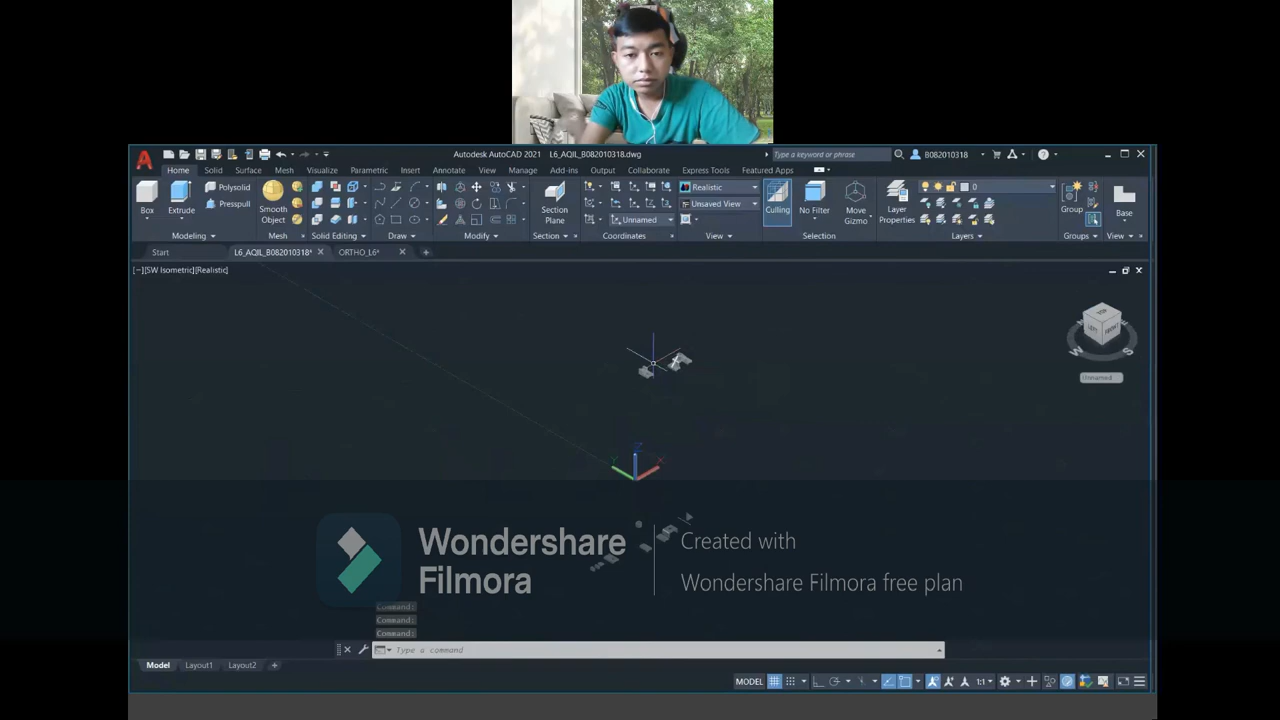 Autodesk AutoCAD 2021 L6_AQIL_B082010318.dwg
Type a keyword or phrase
B082010318
Home Solid Surface Mesh Visualize Parametric Insert Annotate View Manage Add-ins Output Collaborate Express Tools Featured Apps
Box
Extrude
Polysolid
Presspull
Smooth
Object
Section
Plane
Realistic
Unsaved View
Unnamed
Culling
No Filter
Move
Gizmo
Layer
Properties
0
Group
Base
Modeling
Mesh
Solid Editing
Draw
Modify
Section
Coordinates
View
Selection
Layers
Groups
View
Start
L6_AQIL_B082010318*
ORTHO_L6*
[−][SW Isometric][Realistic]
TOP
LEFT
FRONT
W
S
Unnamed
Wondershare
Filmora
Created with
Wondershare Filmora free plan
Command:
Command:
Command:
Type a command
Model Layout1 Layout2
MODEL
1:1